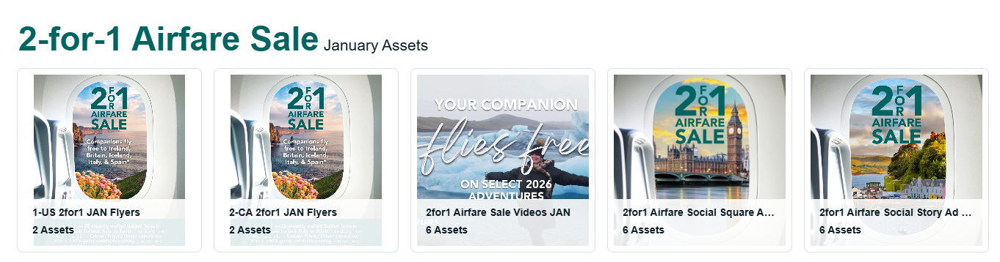 2-for-1 Airfare Sale January Assets
2 FOR 1
AIRFARE
SALE
Companions fly
free to Ireland,
Britain, Iceland,
Italy, & Spain*
1-US 2for1 JAN Flyers
2 Assets
2 FOR 1
AIRFARE
SALE
Companions fly
free to Ireland,
Britain, Iceland,
Italy, & Spain*
2-CA 2for1 JAN Flyers
2 Assets
YOUR COMPANION
flies free
ON SELECT 2026
ADVENTURES
2for1 Airfare Sale Videos JAN
6 Assets
2 FOR 1
AIRFARE
SALE
2for1 Airfare Social Square A...
6 Assets
2 FOR 1
AIRFARE
SALE
2for1 Airfare Social Story Ad ...
6 Assets